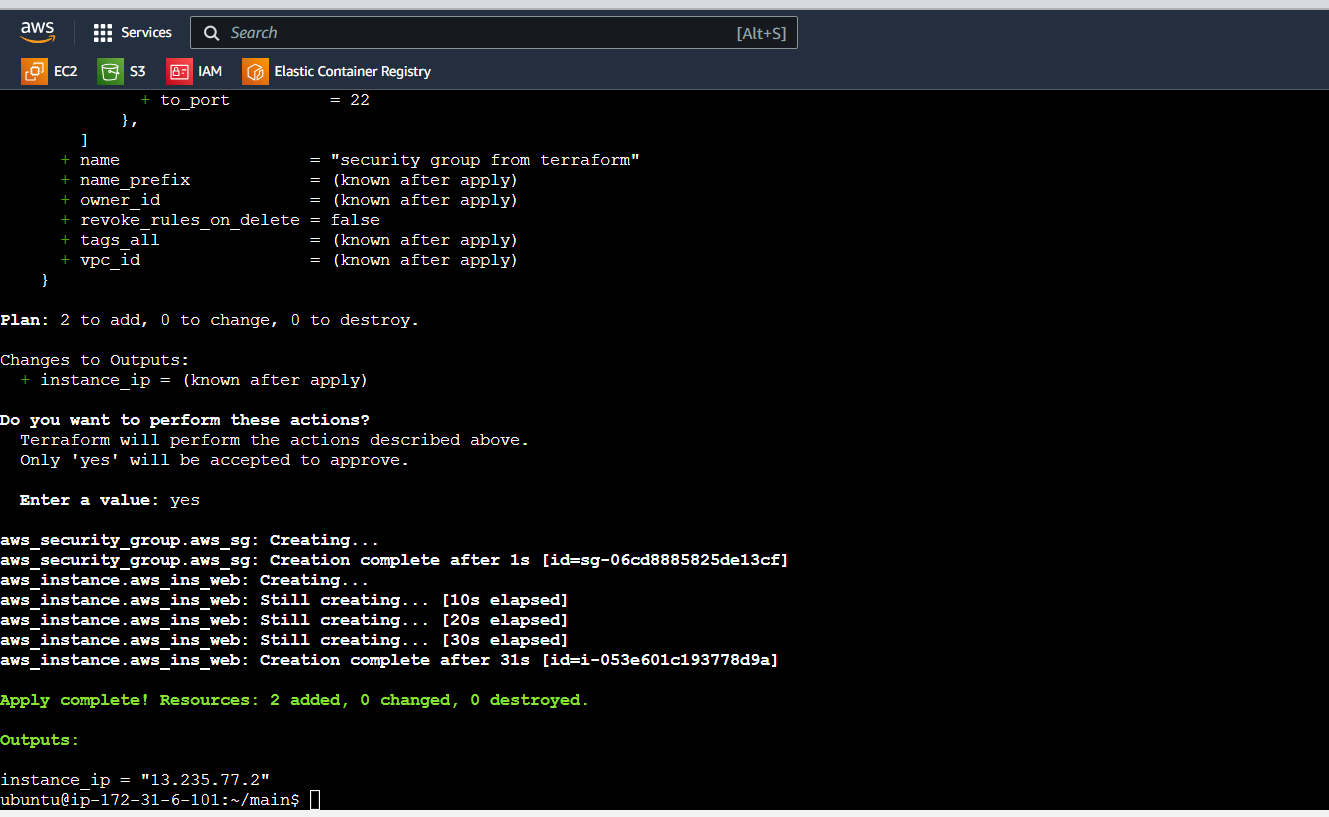 aws
Services
Search
[Alt+S]
EC2
S3
IAM
Elastic Container Registry
+ to_port          = 22
},
]
+ name                   = "security group from terraform"
+ name_prefix            = (known after apply)
+ owner_id               = (known after apply)
+ revoke_rules_on_delete = false
+ tags_all               = (known after apply)
+ vpc_id                 = (known after apply)
}
Plan: 2 to add, 0 to change, 0 to destroy.
Changes to Outputs:
+ instance_ip = (known after apply)
Do you want to perform these actions?
Terraform will perform the actions described above.
Only 'yes' will be accepted to approve.
Enter a value: yes
aws_security_group.aws_sg: Creating...
aws_security_group.aws_sg: Creation complete after 1s [id=sg-06cd8885825de13cf]
aws_instance.aws_ins_web: Creating...
aws_instance.aws_ins_web: Still creating... [10s elapsed]
aws_instance.aws_ins_web: Still creating... [20s elapsed]
aws_instance.aws_ins_web: Still creating... [30s elapsed]
aws_instance.aws_ins_web: Creation complete after 31s [id=i-053e601c193778d9a]
Apply complete! Resources: 2 added, 0 changed, 0 destroyed.
Outputs:
instance_ip = "13.235.77.2"
ubuntu@ip-172-31-6-101:~/main$